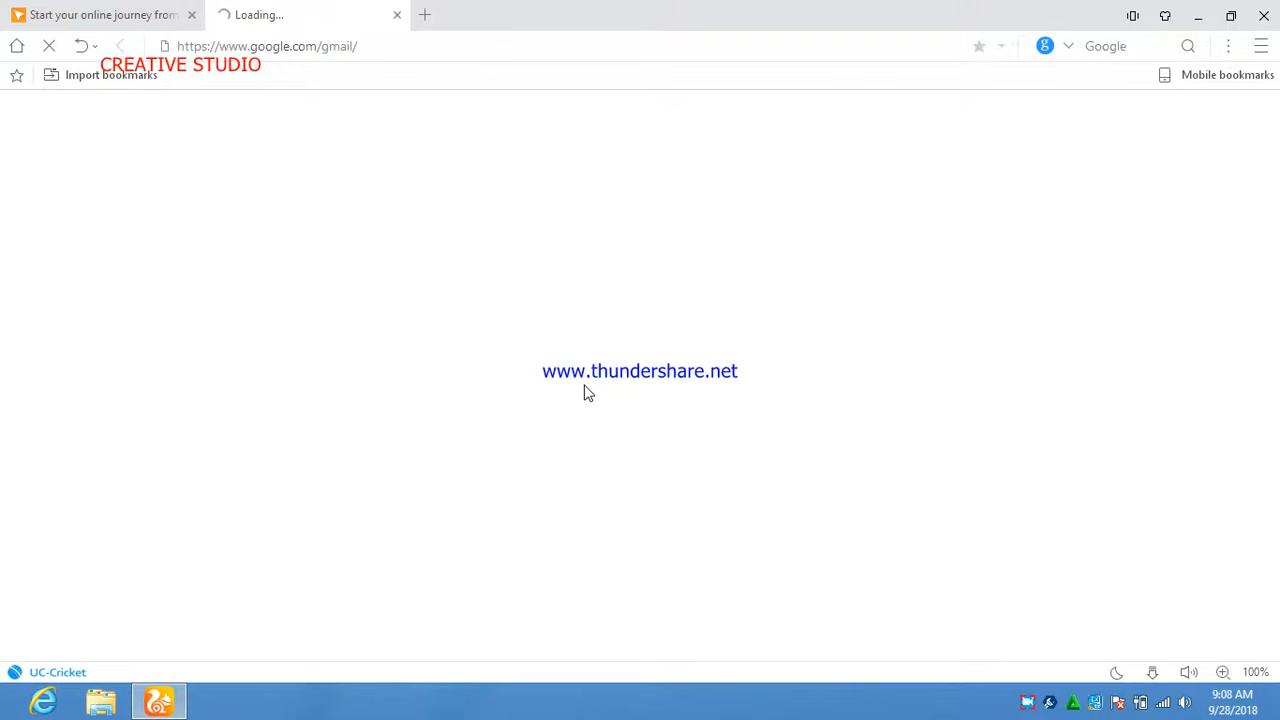 Start your online journey from
Loading...
https://www.google.com/gmail/
Google
CREATIVE STUDIO
Import bookmarks
Mobile bookmarks
www.thundershare.net
UC-Cricket
100%
9:08 AM
9/28/2018